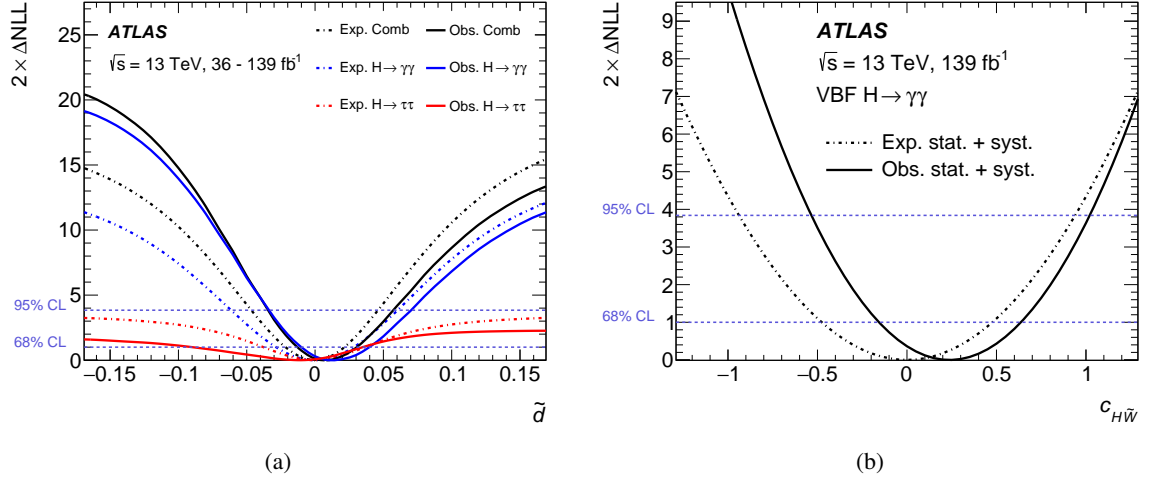 2 × ΔNLL
25
20
15
10
5
0
ATLAS
√s = 13 TeV, 36 - 139 fb⁻¹
Exp. Comb
Obs. Comb
Exp. H→γγ
Obs. H→γγ
Exp. H→ττ
Obs. H→ττ
95% CL
68% CL
−0.15 −0.1 −0.05 0 0.05 0.1 0.15
d̃
(a)
2 × ΔNLL
9
8
7
6
5
4
3
2
1
0
ATLAS
√s = 13 TeV, 139 fb⁻¹
VBF H→γγ
Exp. stat. + syst.
Obs. stat. + syst.
95% CL
68% CL
−1 −0.5 0 0.5 1
c_{HW̃}
(b)